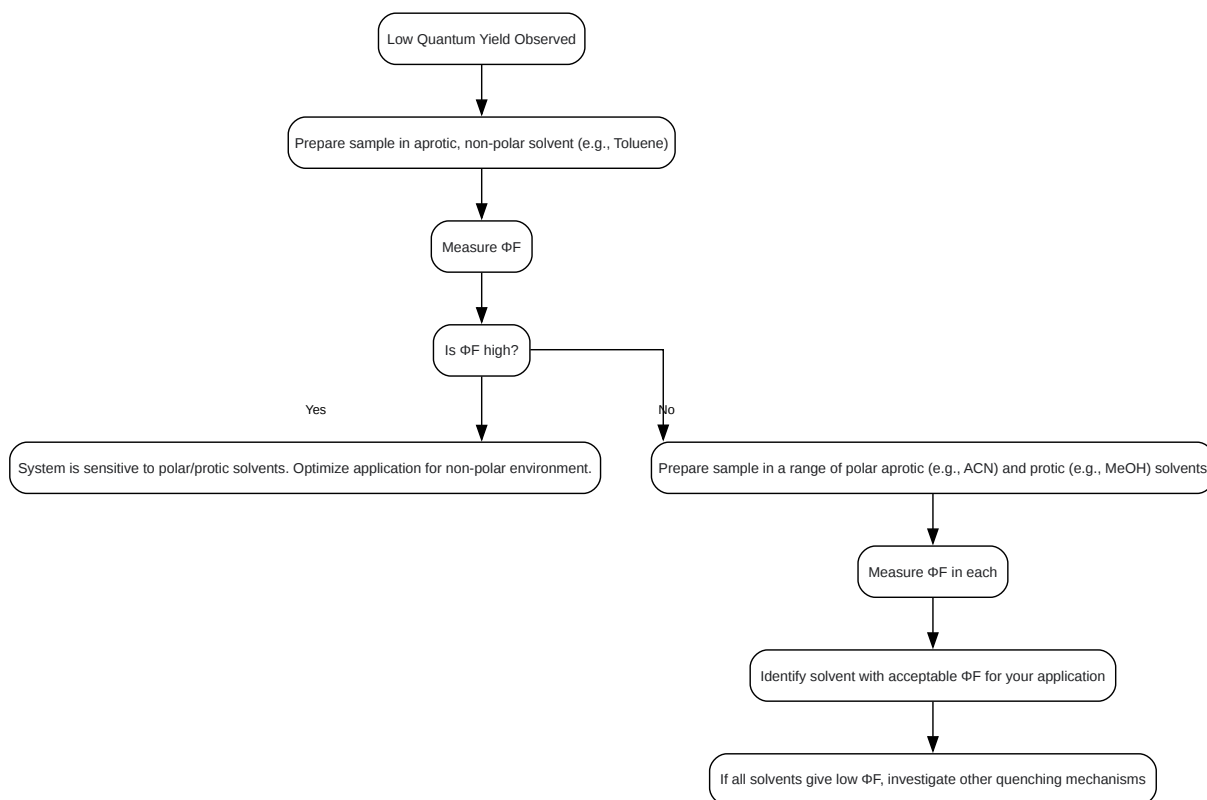 Low Quantum Yield Observed
Prepare sample in aprotic, non-polar solvent (e.g., Toluene)
Measure ΦF
Is ΦF high?
Yes
No
System is sensitive to polar/protic solvents. Optimize application for non-polar environment.
Prepare sample in a range of polar aprotic (e.g., ACN) and protic (e.g., MeOH) solvents
Measure ΦF in each
Identify solvent with acceptable ΦF for your application
If all solvents give low ΦF, investigate other quenching mechanisms